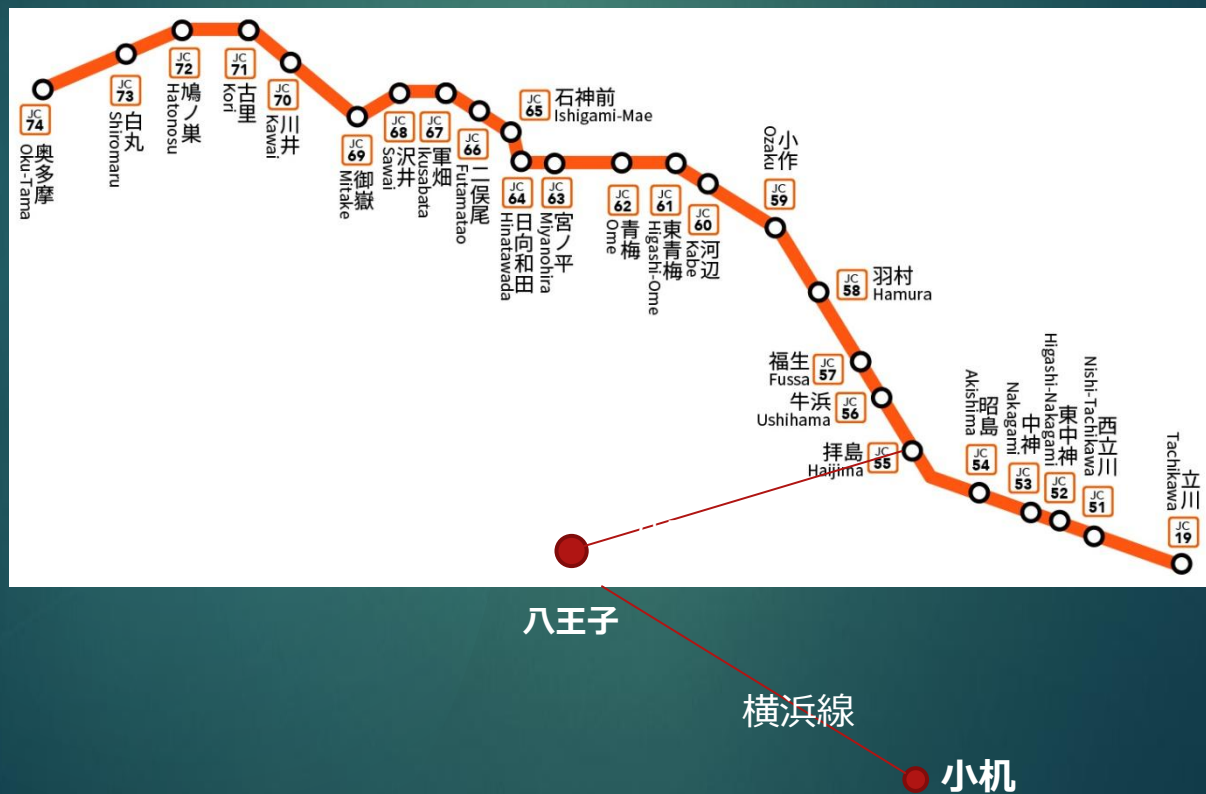 JC
74
奥多摩
Oku-Tama
JC
73
白丸
Shiromaru
JC
72
鳩ノ巣
Hatonosu
JC
71
古里
Kori
JC
70
川井
Kawai
JC
69
御嶽
Mitake
JC
68
沢井
Sawai
JC
67
軍畑
Ikusabata
JC
66
二俣尾
Futamatao
JC
65
石神前
Ishigami-Mae
JC
64
日向和田
Hinatawada
JC
63
宮ノ平
Miyanohira
JC
62
青梅
Ome
JC
61
東青梅
Higashi-Ome
JC
60
河辺
Kabe
小作
Ozaku
JC
59
JC
58
羽村
Hamura
福生
Fussa
JC
57
牛浜
Ushihama
JC
56
拝島
Haijima
JC
55
昭島
Akishima
JC
54
中神
Nakagami
JC
53
東中神
Higashi-Nakagami
JC
52
西立川
Nishi-Tachikawa
JC
51
立川
Tachikawa
JC
19
八王子
横浜線
小机